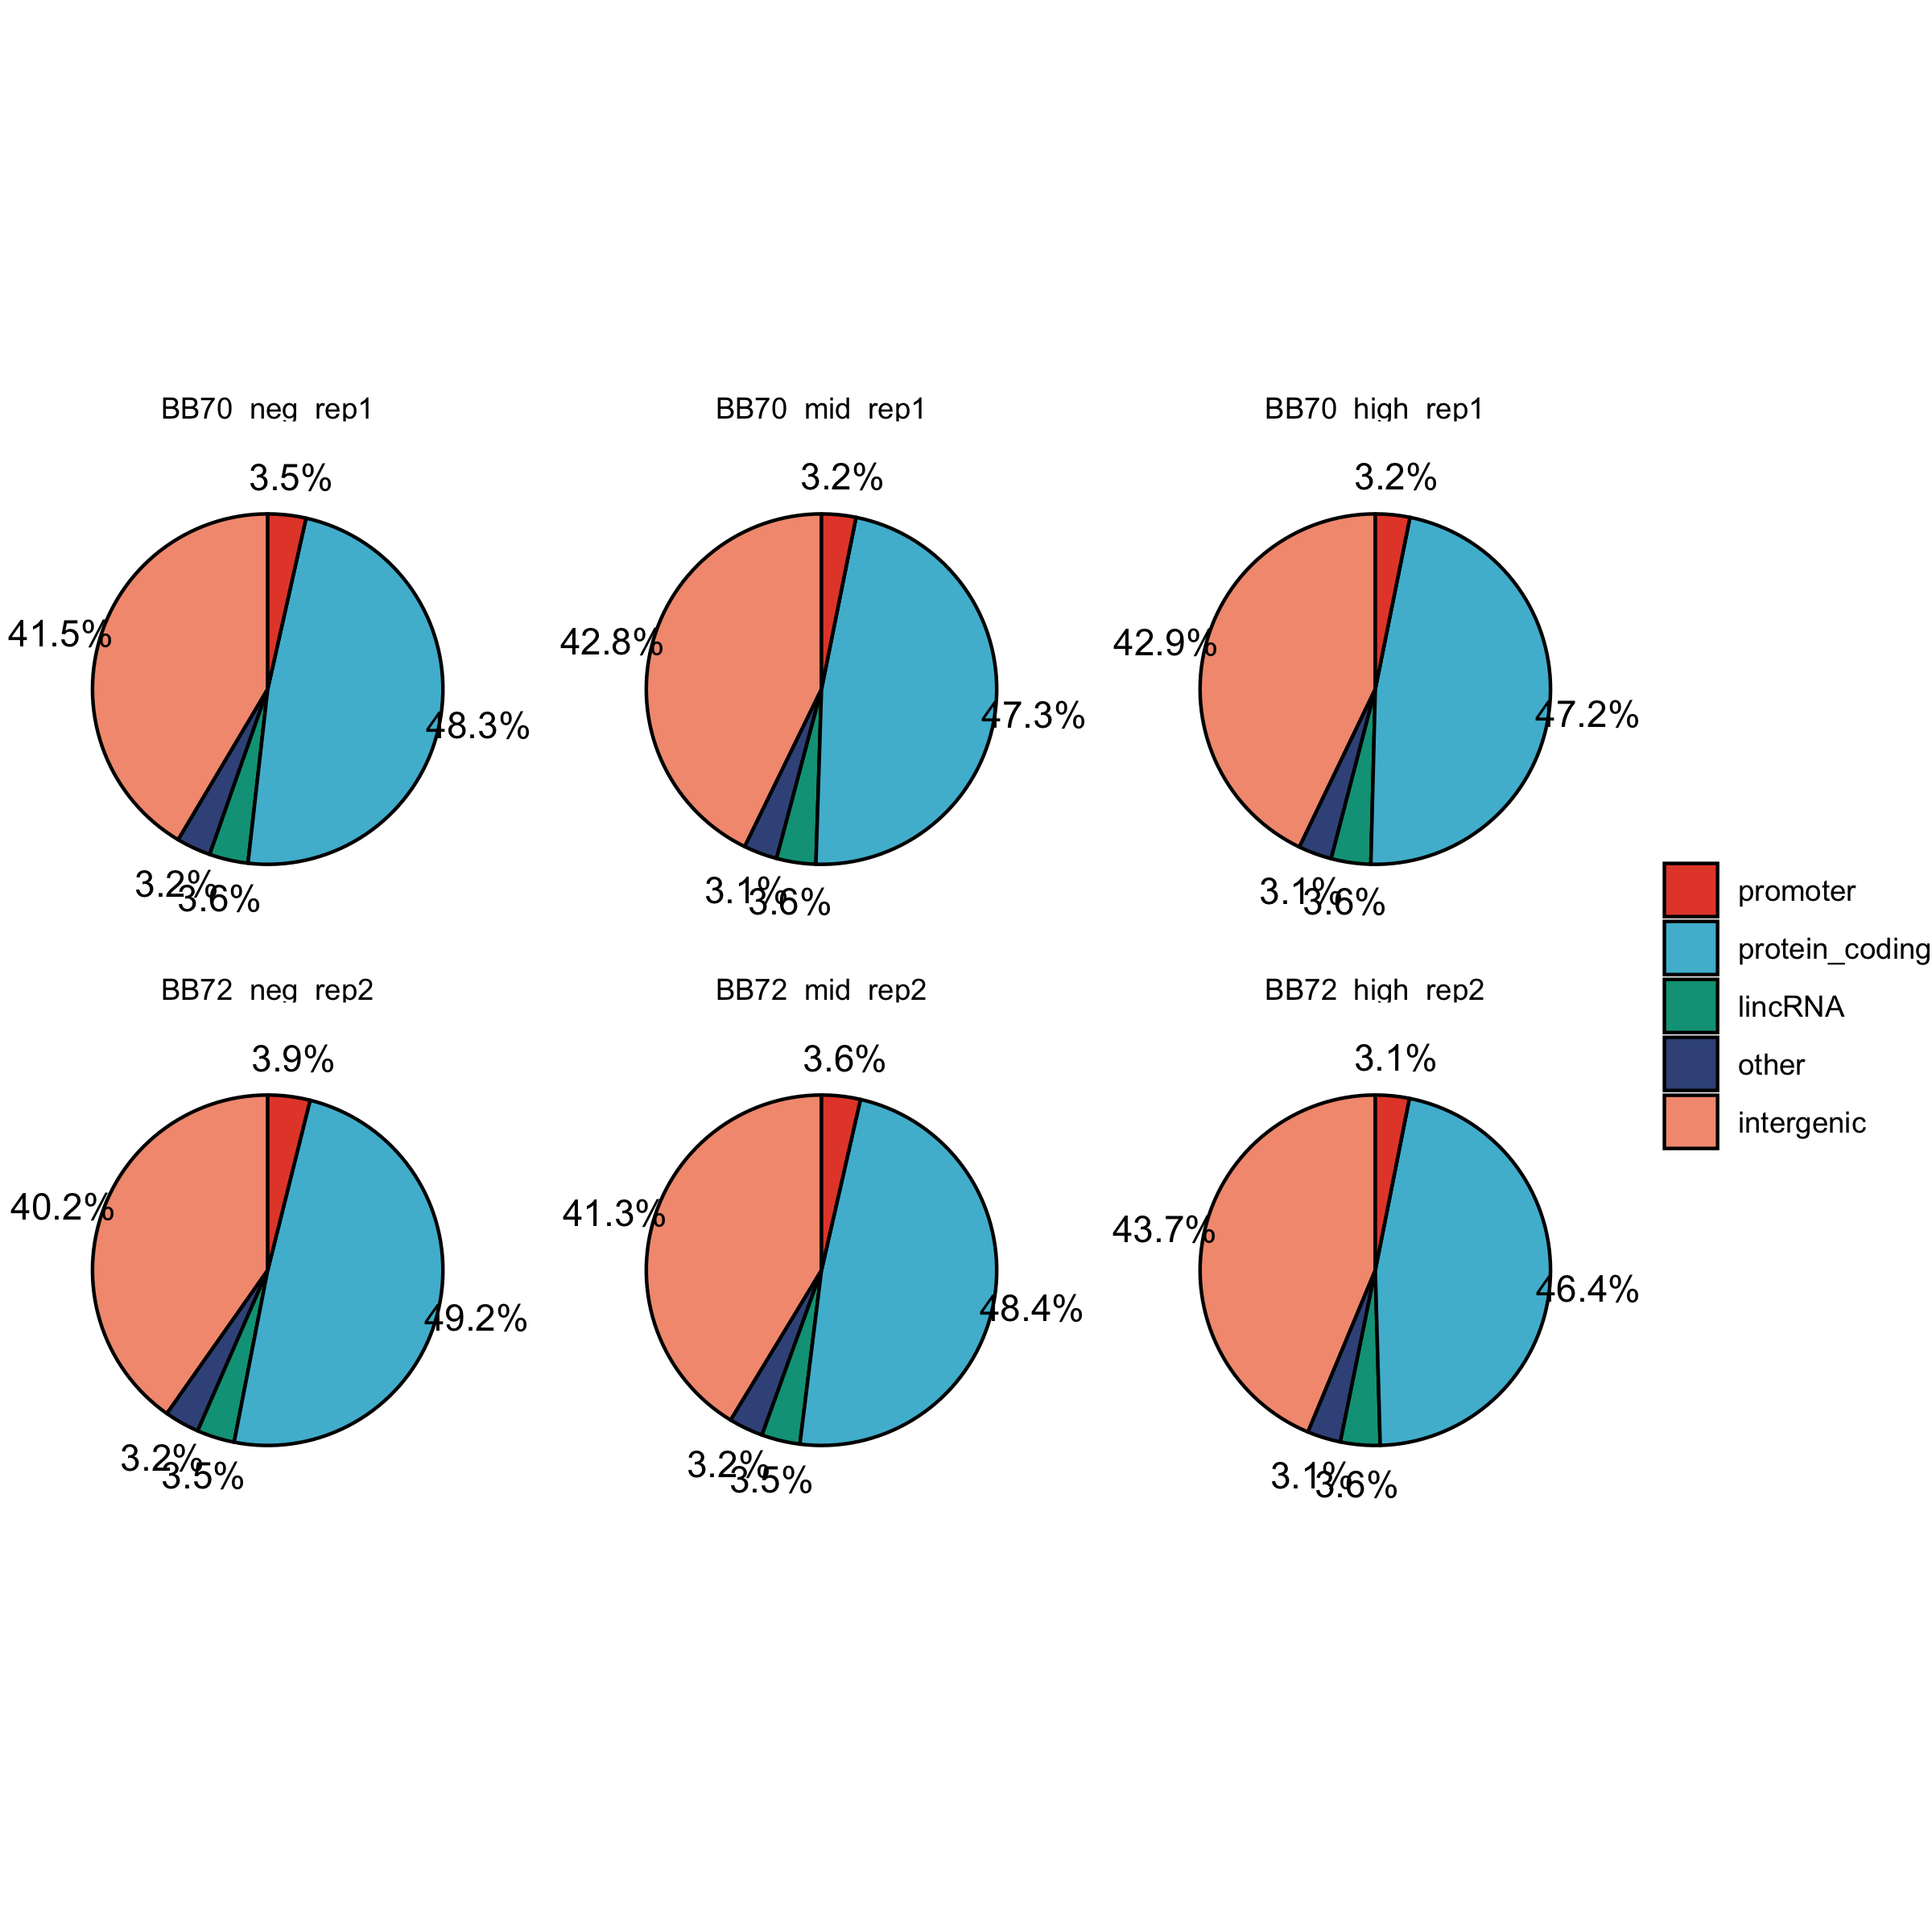 BB70_neg_rep1
BB70_mid_rep1
BB70_high_rep1
3.5%
3.2%
3.2%
41.5%
42.8%
42.9%
48.3%
47.3%
47.2%
3.2%
3.6%
3.1%
3.6%
3.1%
3.6%
BB72_neg_rep2
BB72_mid_rep2
BB72_high_rep2
3.9%
3.6%
3.1%
40.2%
41.3%
43.7%
49.2%
48.4%
46.4%
3.2%
3.5%
3.2%
3.5%
3.1%
3.6%
promoter
protein_coding
lincRNA
other
intergenic